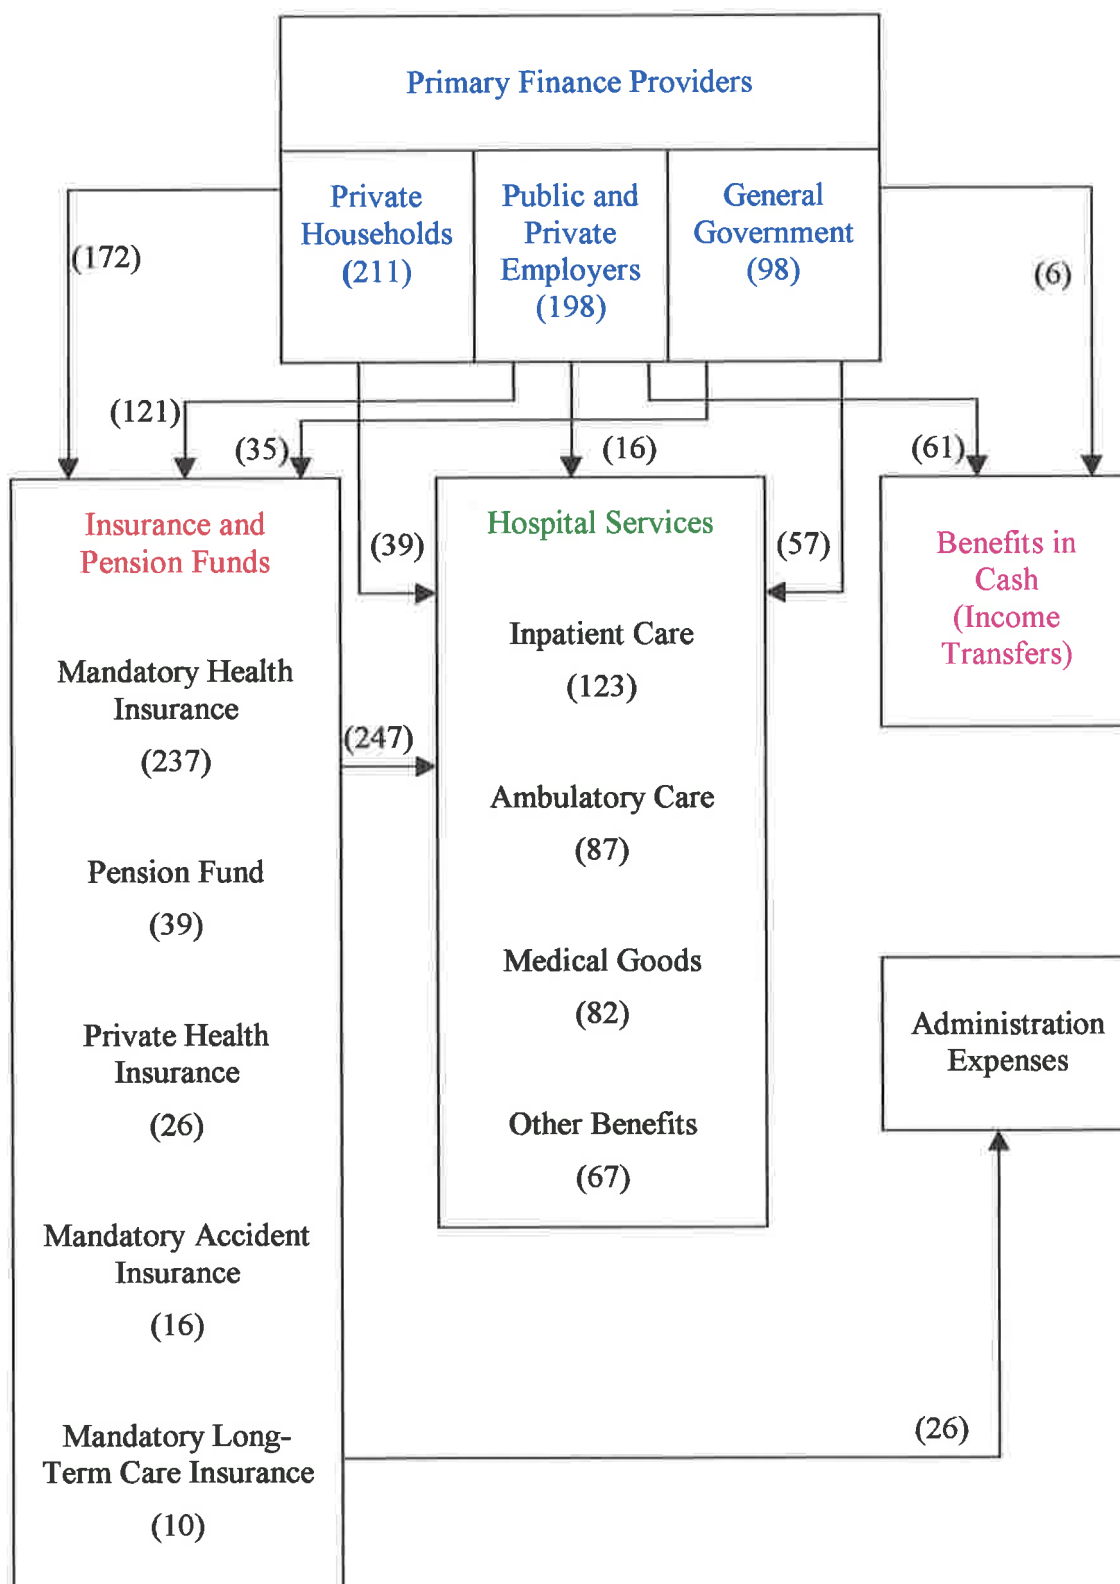 Primary Finance Providers
Private
Households
(211)
Public and
Private
Employers
(198)
General
Government
(98)
(172)
(6)
(121)
(35)
(16)
(61)
Insurance and
Pension Funds
Mandatory Health
Insurance
(237)
Pension Fund
(39)
Private Health
Insurance
(26)
Mandatory Accident
Insurance
(16)
Mandatory Long-
Term Care Insurance
(10)
(39)
(247)
Hospital Services
Inpatient Care
(123)
Ambulatory Care
(87)
Medical Goods
(82)
Other Benefits
(67)
(57)
Benefits in
Cash
(Income
Transfers)
Administration
Expenses
(26)